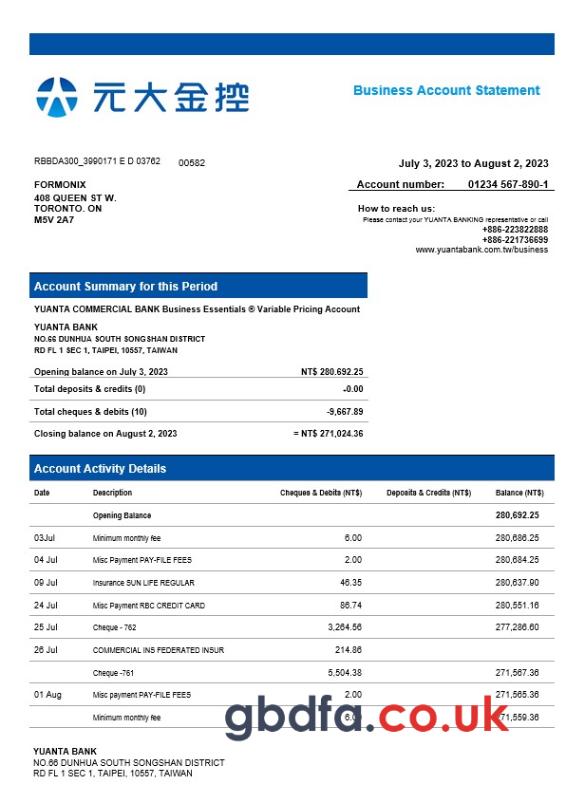 元大金控
Business Account Statement
RBBDA300_3990171 E D 03762 00582
July 3, 2023 to August 2, 2023
FORMONIX
408 QUEEN ST W.
TORONTO. ON
M5V 2A7
Account number: 01234 567-890-1
How to reach us:
Please contact your YUANTA BANKING representative or call
+886-223822888
+886-221736699
www.yuantabank.com.tw/business
Account Summary for this Period
YUANTA COMMERCIAL BANK Business Essentials ® Variable Pricing Account
YUANTA BANK
NO.66 DUNHUA SOUTH SONGSHAN DISTRICT
RD FL 1 SEC 1, TAIPEI, 10557, TAIWAN
Opening balance on July 3, 2023 NT$ 280.692.25
Total deposits & credits (0) -0.00
Total cheques & debits (10) -9,667.89
Closing balance on August 2, 2023 = NT$ 271,024.36
Account Activity Details
Date Description Cheques & Debits (NT$) Deposits & Credits (NT$) Balance (NT$)
Opening Balance 280,692.25
03Jul Minimum monthly fee 6.00 280,686.25
04 Jul Misc Payment PAY-FILE FEES 2.00 280,684.25
09 Jul Insurance SUN LIFE REGULAR 46.35 280,637.90
24 Jul Misc Payment RBC CREDIT CARD 86.74 280,551.16
25 Jul Cheque - 762 3,264.56 277,286.60
26 Jul COMMERCIAL INS FEDERATED INSUR 214.86
Cheque -761 5,504.38 271,567.36
01 Aug Misc payment PAY-FILE FEES 2.00 271,565.36
Minimum monthly fee 6.00 271,559.36
gbdfa.co.uk
YUANTA BANK
NO.66 DUNHUA SOUTH SONGSHAN DISTRICT
RD FL 1 SEC 1, TAIPEI, 10557, TAIWAN